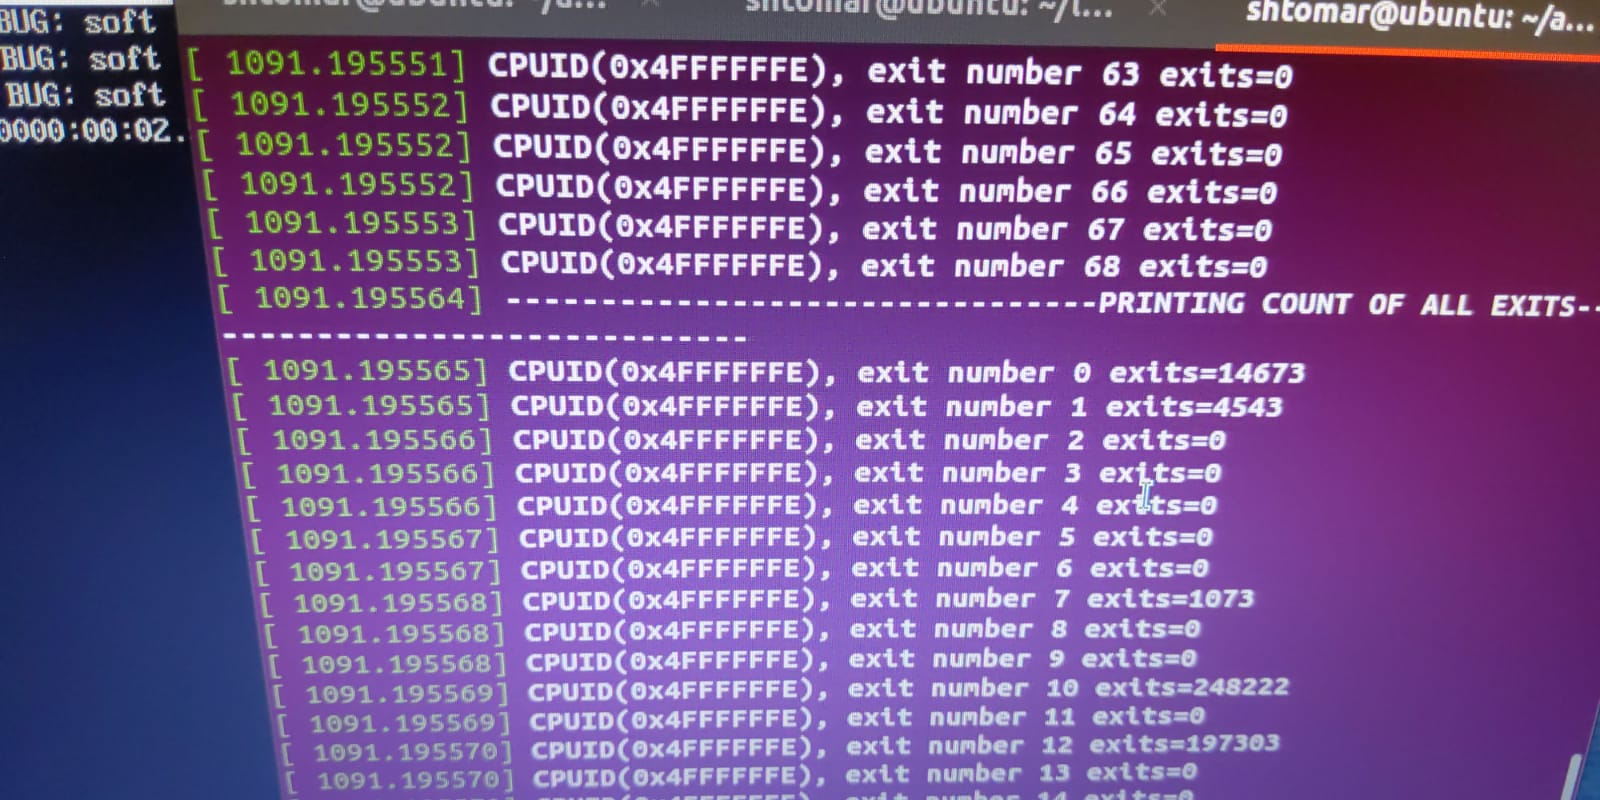 shtomar@ubuntu: ~/a...
shtomar@ubuntu: ~/l...
shtomar@ubuntu: ~/a...
BUG: soft
BUG: soft
BUG: soft
0000:00:02.
[ 1091.195551] CPUID(0x4FFFFFFE), exit number 63 exits=0
[ 1091.195552] CPUID(0x4FFFFFFE), exit number 64 exits=0
[ 1091.195552] CPUID(0x4FFFFFFE), exit number 65 exits=0
[ 1091.195552] CPUID(0x4FFFFFFE), exit number 66 exits=0
[ 1091.195553] CPUID(0x4FFFFFFE), exit number 67 exits=0
[ 1091.195553] CPUID(0x4FFFFFFE), exit number 68 exits=0
[ 1091.195564] -------------------------------PRINTING COUNT OF ALL EXITS--
----------------------------
[ 1091.195565] CPUID(0x4FFFFFFE), exit number 0 exits=14673
[ 1091.195565] CPUID(0x4FFFFFFE), exit number 1 exits=4543
[ 1091.195566] CPUID(0x4FFFFFFE), exit number 2 exits=0
[ 1091.195566] CPUID(0x4FFFFFFE), exit number 3 exits=0
[ 1091.195566] CPUID(0x4FFFFFFE), exit number 4 exits=0
[ 1091.195567] CPUID(0x4FFFFFFE), exit number 5 exits=0
[ 1091.195567] CPUID(0x4FFFFFFE), exit number 6 exits=0
[ 1091.195568] CPUID(0x4FFFFFFE), exit number 7 exits=1073
[ 1091.195568] CPUID(0x4FFFFFFE), exit number 8 exits=0
[ 1091.195568] CPUID(0x4FFFFFFE), exit number 9 exits=0
[ 1091.195569] CPUID(0x4FFFFFFE), exit number 10 exits=248222
[ 1091.195569] CPUID(0x4FFFFFFE), exit number 11 exits=0
[ 1091.195570] CPUID(0x4FFFFFFE), exit number 12 exits=197303
[ 1091.195570] CPUID(0x4FFFFFFE), exit number 13 exits=0
exit number 14 exits=0